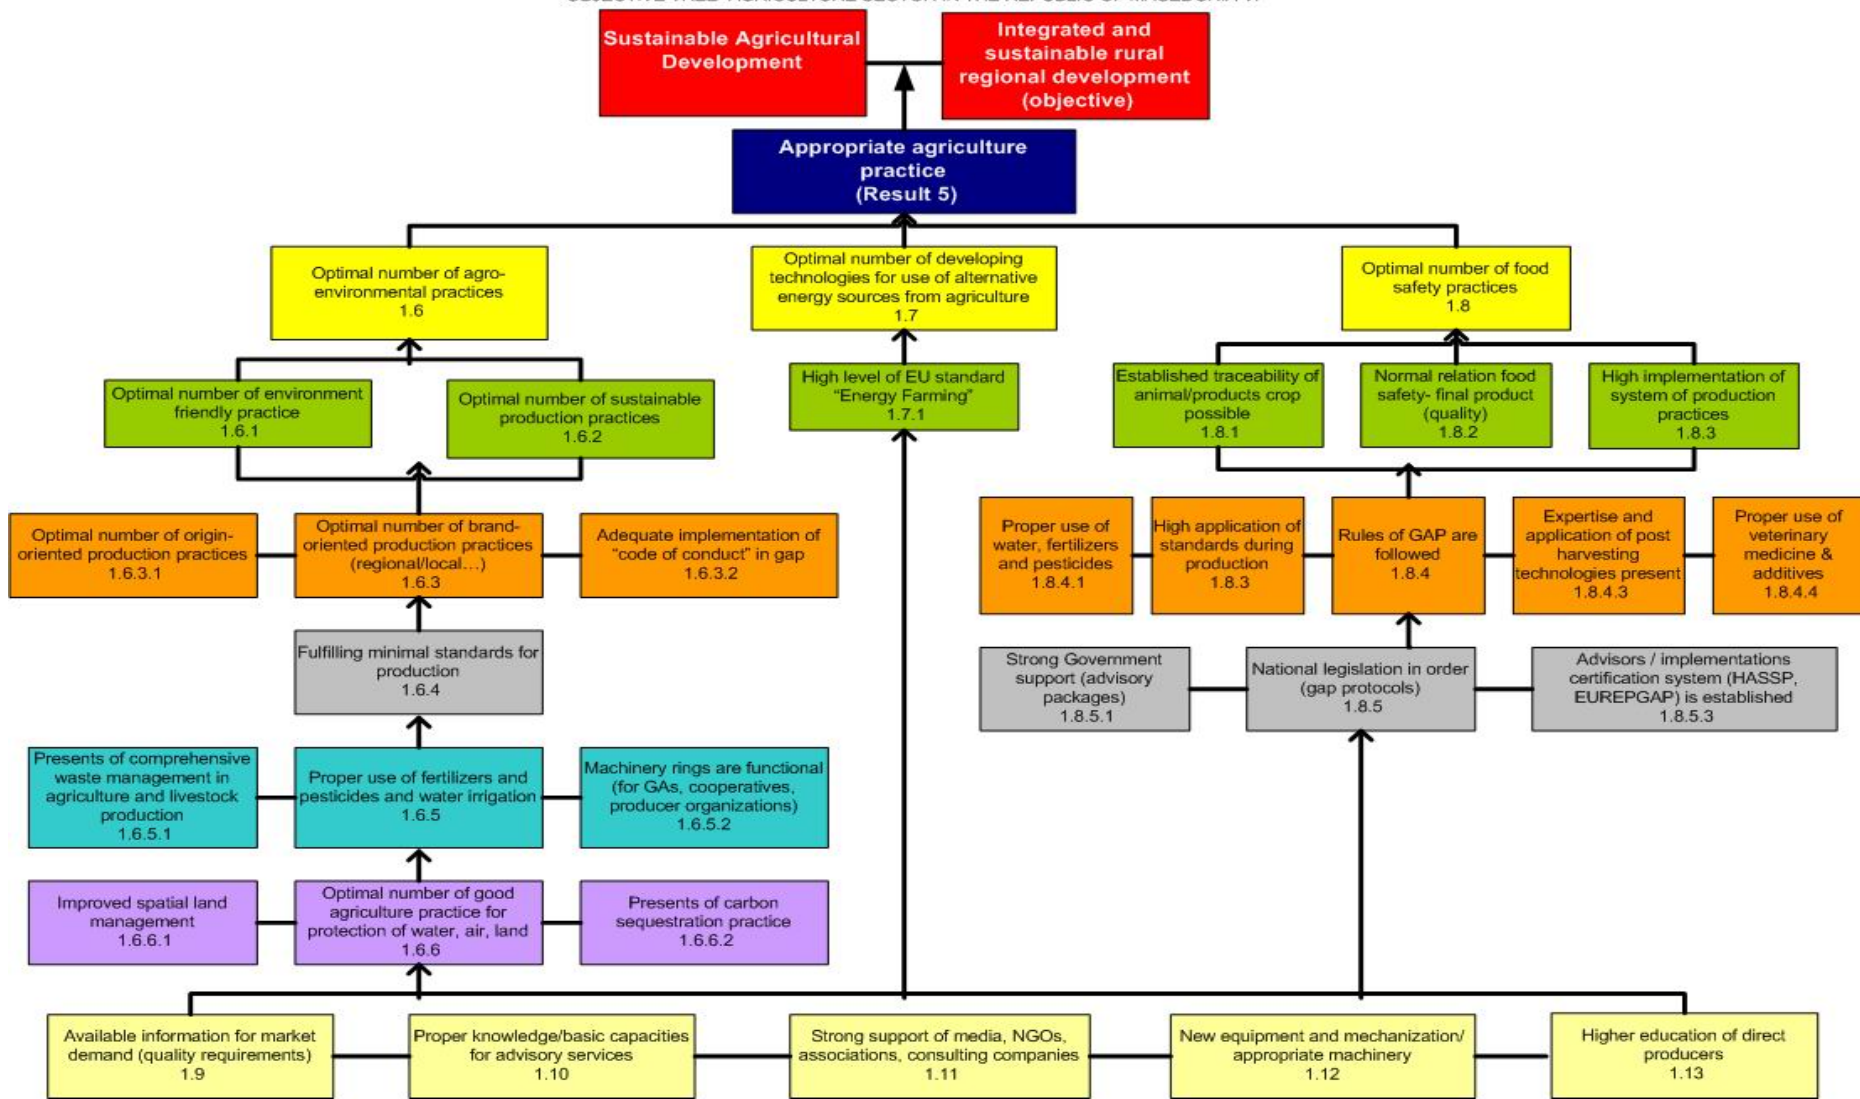 OBJECTIVE TREE-AGRICULTURE SECTOR IN THE REPUBLIC OF MACEDONIA
Sustainable Agricultural
Development
Integrated and
sustainable rural
regional development
(objective)
Appropriate agriculture
practice
(Result 5)
Optimal number of agro-
environmental practices
1.6
Optimal number of developing
technologies for use of alternative
energy sources from agriculture
1.7
Optimal number of food
safety practices
1.8
Optimal number of environment
friendly practice
1.6.1
Optimal number of sustainable
production practices
1.6.2
High level of EU standard
"Energy Farming"
1.7.1
Established traceability of
animal/products crop
possible
1.8.1
Normal relation food
safety- final product
(quality)
1.8.2
High implementation of
system of production
practices
1.8.3
Optimal number of origin-
oriented production practices
1.6.3.1
Optimal number of brand-
oriented production practices
(regional/local...)
1.6.3
Adequate implementation of
"code of conduct" in gap
1.6.3.2
Proper use of
water, fertilizers
and pesticides
1.8.4.1
High application of
standards during
production
1.8.3
Rules of GAP are
followed
1.8.4
Expertise and
application of post
harvesting
technologies present
1.8.4.3
Proper use of
veterinary
medicine &
additives
1.8.4.4
Fulfilling minimal standards for
production
1.6.4
Strong Government
support (advisory
packages)
1.8.5.1
National legislation in order
(gap protocols)
1.8.5
Advisors / implementations
certification system (HASSP,
EUREPGAP) is established
1.8.5.3
Presents of comprehensive
waste management in
agriculture and livestock
production
1.6.5.1
Proper use of fertilizers and
pesticides and water irrigation
1.6.5
Machinery rings are functional
(for GAs, cooperatives,
producer organizations)
1.6.5.2
Improved spatial land
management
1.6.6.1
Optimal number of good
agriculture practice for
protection of water, air, land
1.6.6
Presents of carbon
sequestration practice
1.6.6.2
Available information for market
demand (quality requirements)
1.9
Proper knowledge/basic capacities
for advisory services
1.10
Strong support of media, NGOs,
associations, consulting companies
1.11
New equipment and mechanization/
appropriate machinery
1.12
Higher education of direct
producers
1.13